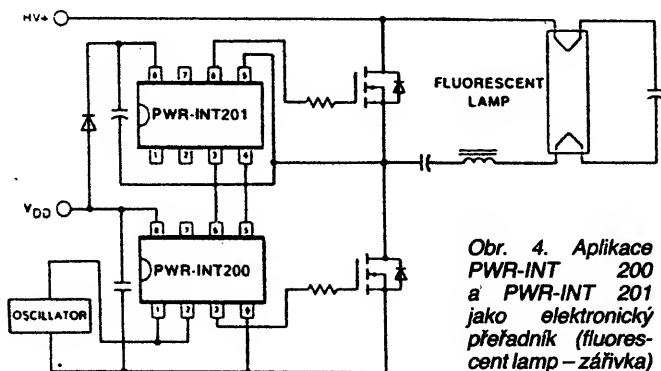 HV+
8 7 6 5
PWR-INT201
1 2 3 4
FLUORESCENT
LAMP
VDD
8 7 6 5
PWR-INT200
1 2 3 4
OSCILLATOR
Obr. 4. Aplikace
PWR-INT 200
a PWR-INT 201
jako elektronický
přeřadník (fluores-
cent lamp – zářivka)